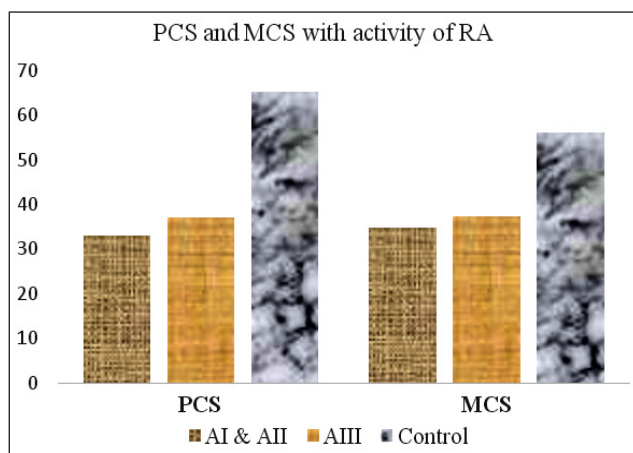 PCS and MCS with activity of RA
70
60
50
40
30
20
10
0
PCS MCS
AI & AII AIII Control